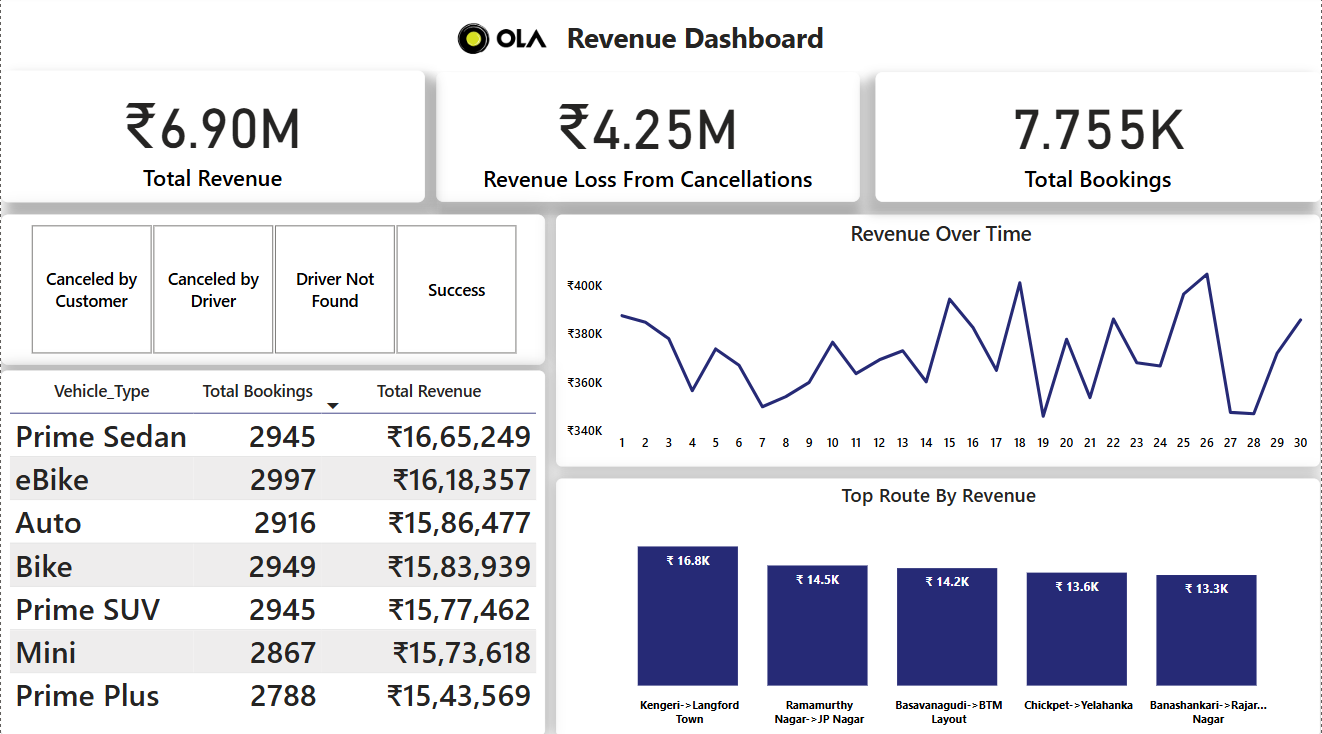 OLA Revenue Dashboard
₹6.90M
Total Revenue
₹4.25M
Revenue Loss From Cancellations
7.755K
Total Bookings
Canceled by
Customer
Canceled by
Driver
Driver Not
Found
Success
Vehicle_Type Total Bookings Total Revenue
Prime Sedan 2945 ₹16,65,249
eBike 2997 ₹16,18,357
Auto 2916 ₹15,86,477
Bike 2949 ₹15,83,939
Prime SUV 2945 ₹15,77,462
Mini 2867 ₹15,73,618
Prime Plus 2788 ₹15,43,569
Revenue Over Time
₹400K
₹380K
₹360K
₹340K
1 2 3 4 5 6 7 8 9 10 11 12 13 14 15 16 17 18 19 20 21 22 23 24 25 26 27 28 29 30
Top Route By Revenue
₹ 16.8K
₹ 14.5K
₹ 14.2K
₹ 13.6K
₹ 13.3K
Kengeri->Langford
Town
Ramamurthy
Nagar->JP Nagar
Basavanagudi->BTM
Layout
Chickpet->Yelahanka
Banashankari->Rajar...
Nagar